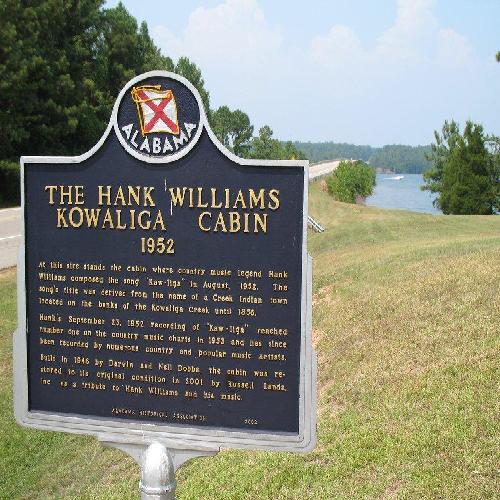 ALABAMA
THE HANK WILLIAMS
KOWALIGA CABIN
1952
At this site stands the cabin where country music legend Hank
Williams composed the song "Kaw-liga" in August, 1952. The
song's title was derived from the name of a Creek Indian town
located on the banks of the Kowaliga Creek until 1836.
Hank's September 23, 1952 recording of "Kaw-liga" reached
number one on the country music charts in 1953 and has since
been recorded by numerous country and popular music artists.
Built in 1946 by Darwin and Nell Dobbs the cabin was re-
stored to its original condition in 2001 by Russell Lands,
Inc. as a tribute to Hank Williams and his music.
ALABAMA HISTORICAL ASSOCIATION 2002